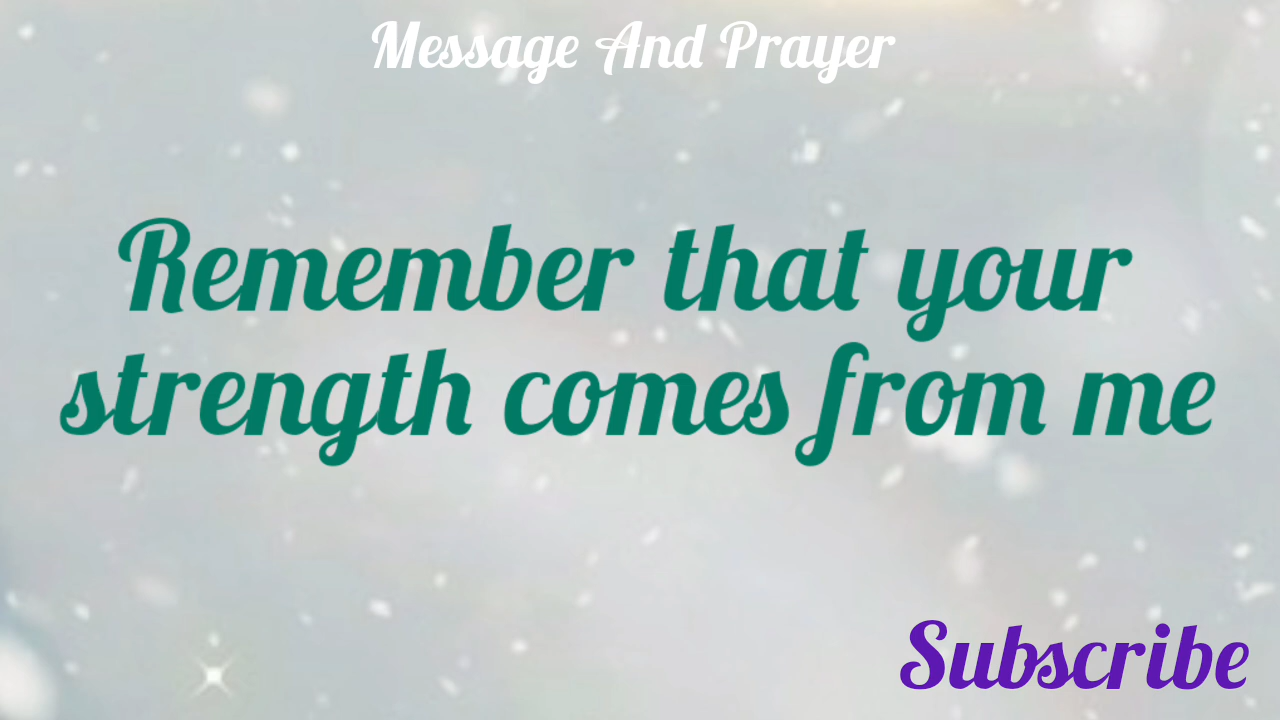 Message And Prayer
Remember that your
strength comes from me
Subscribe